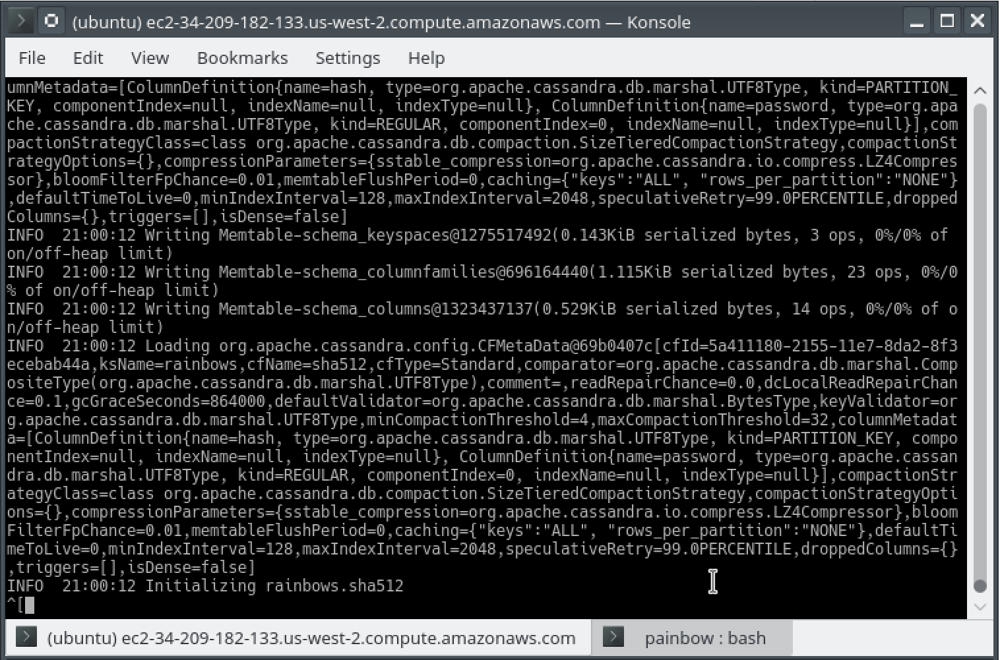 (ubuntu) ec2-34-209-182-133.us-west-2.compute.amazonaws.com — Konsole
File Edit View Bookmarks Settings Help
umnMetadata=[ColumnDefinition{name=hash, type=org.apache.cassandra.db.marshal.UTF8Type, kind=PARTITION_
KEY, componentIndex=null, indexName=null, indexType=null}, ColumnDefinition{name=password, type=org.apa
che.cassandra.db.marshal.UTF8Type, kind=REGULAR, componentIndex=0, indexName=null, indexType=null}],com
pactionStrategyClass=class org.apache.cassandra.db.compaction.SizeTieredCompactionStrategy,compactionSt
rategyOptions={},compressionParameters={sstable_compression=org.apache.cassandra.io.compress.LZ4Compres
sor},bloomFilterFpChance=0.01,memtableFlushPeriod=0,caching={"keys":"ALL", "rows_per_partition":"NONE"}
,defaultTimeToLive=0,minIndexInterval=128,maxIndexInterval=2048,speculativeRetry=99.0PERCENTILE,dropped
Columns={},triggers=[],isDense=false]
INFO  21:00:12 Writing Memtable-schema_keyspaces@1275517492(0.143KiB serialized bytes, 3 ops, 0%/0% of
on/off-heap limit)
INFO  21:00:12 Writing Memtable-schema_columnfamilies@696164440(1.115KiB serialized bytes, 23 ops, 0%/0
% of on/off-heap limit)
INFO  21:00:12 Writing Memtable-schema_columns@1323437137(0.529KiB serialized bytes, 14 ops, 0%/0% of o
n/off-heap limit)
INFO  21:00:12 Loading org.apache.cassandra.config.CFMetaData@69b0407c[cfId=5a411180-2155-11e7-8da2-8f3
ecebab44a,ksName=rainbows,cfName=sha512,cfType=Standard,comparator=org.apache.cassandra.db.marshal.Comp
ositeType(org.apache.cassandra.db.marshal.UTF8Type),comment=,readRepairChance=0.0,dcLocalReadRepairChan
ce=0.1,gcGraceSeconds=864000,defaultValidator=org.apache.cassandra.db.marshal.BytesType,keyValidator=or
g.apache.cassandra.db.marshal.UTF8Type,minCompactionThreshold=4,maxCompactionThreshold=32,columnMetadat
a=[ColumnDefinition{name=hash, type=org.apache.cassandra.db.marshal.UTF8Type, kind=PARTITION_KEY, compo
nentIndex=null, indexName=null, indexType=null}, ColumnDefinition{name=password, type=org.apache.cassan
dra.db.marshal.UTF8Type, kind=REGULAR, componentIndex=0, indexName=null, indexType=null}],compactionStr
ategyClass=class org.apache.cassandra.db.compaction.SizeTieredCompactionStrategy,compactionStrategyOpti
ons={},compressionParameters={sstable_compression=org.apache.cassandra.io.compress.LZ4Compressor},bloom
FilterFpChance=0.01,memtableFlushPeriod=0,caching={"keys":"ALL", "rows_per_partition":"NONE"},defaultTi
meToLive=0,minIndexInterval=128,maxIndexInterval=2048,speculativeRetry=99.0PERCENTILE,droppedColumns={}
,triggers=[],isDense=false]
INFO  21:00:12 Initializing rainbows.sha512
^[
(ubuntu) ec2-34-209-182-133.us-west-2.compute.amazonaws.com painbow : bash